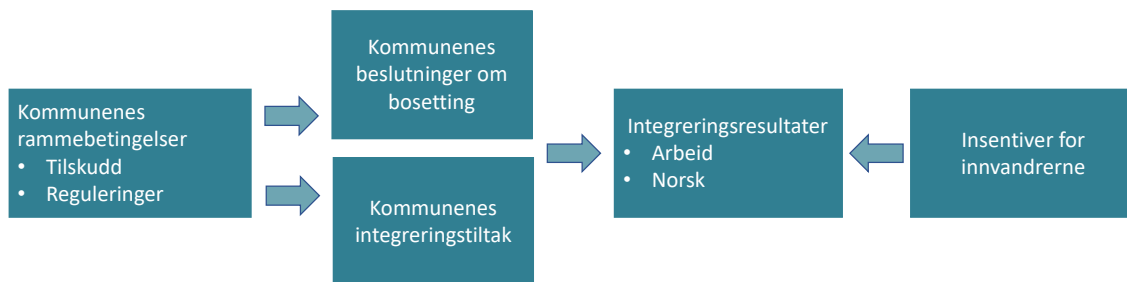 Kommunenes
rammebetingelser
• Tilskudd
• Reguleringer
Kommunenes
beslutninger om
bosetting
Kommunenes
integreringstiltak
Integreringsresultater
• Arbeid
• Norsk
Insentiver for
innvandrerne